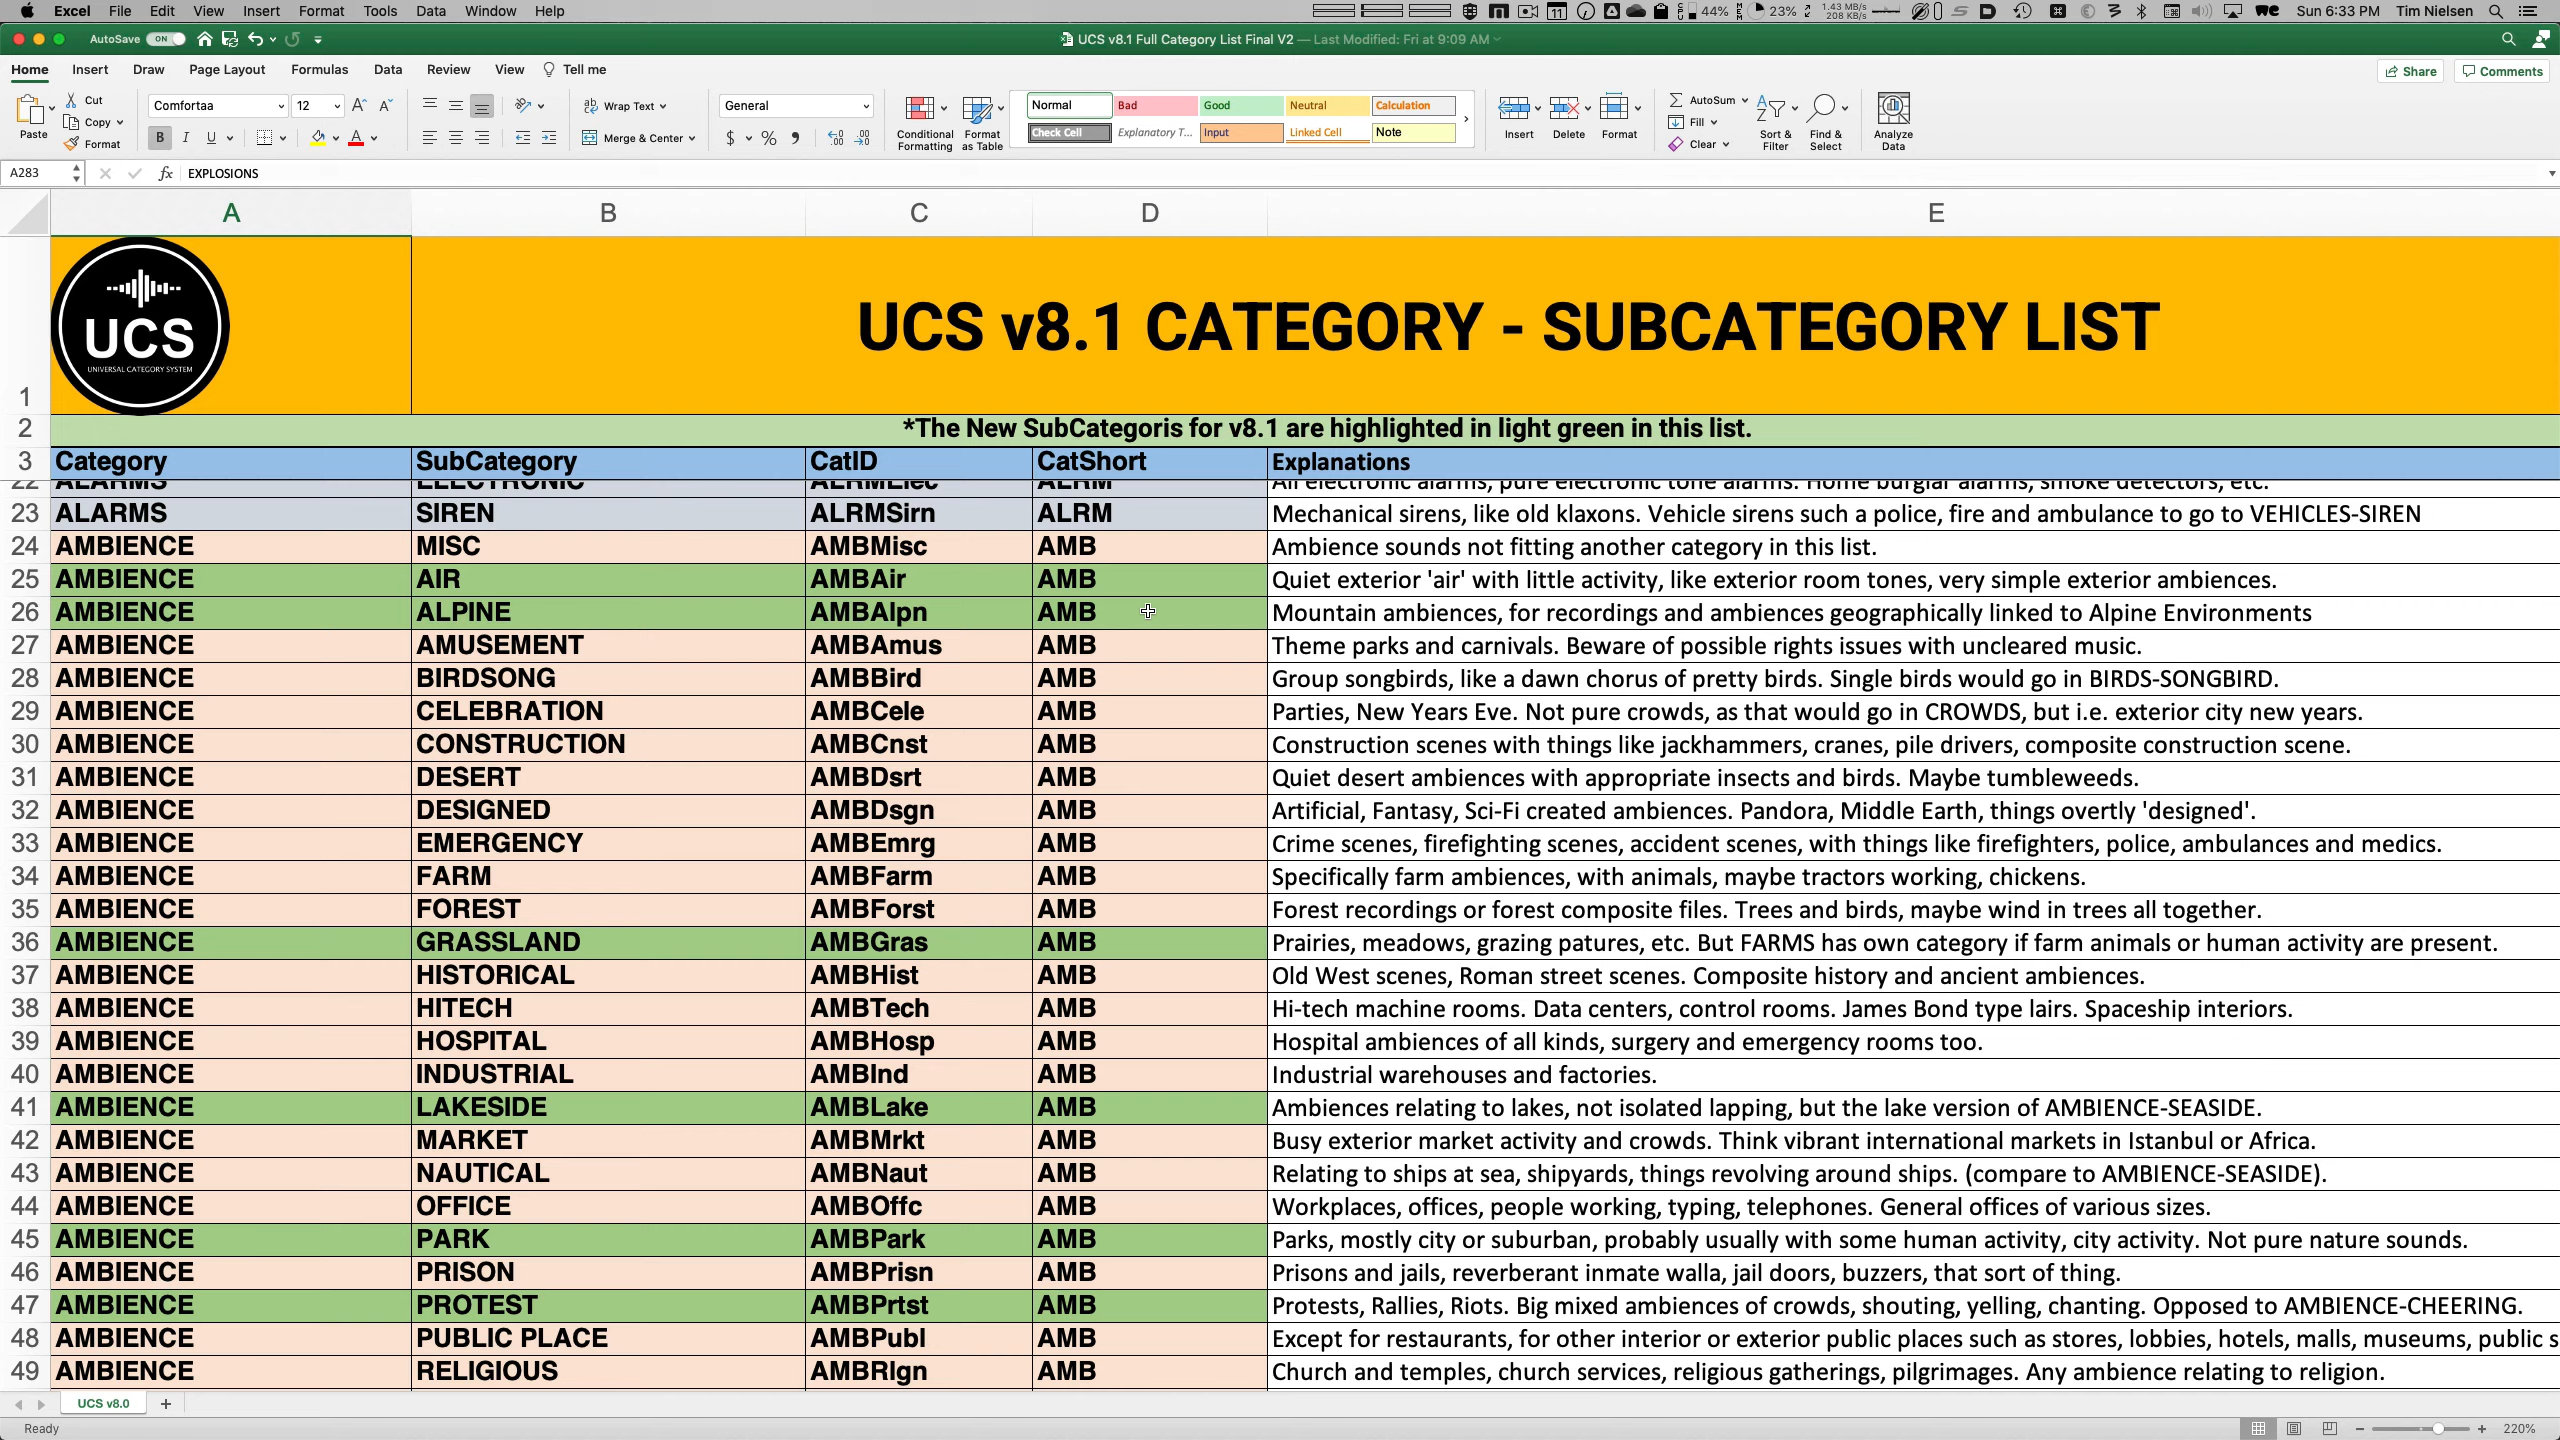 Excel File Edit View Insert Format Tools Data Window Help 44% 23% 1.43 MB/s 208 KB/s Sun 6:33 PM Tim Nielsen
AutoSave ON UCS v8.1 Full Category List Final V2 — Last Modified: Fri at 9:09 AM
Home Insert Draw Page Layout Formulas Data Review View Tell me Share Comments
Paste Cut Copy Format
Comfortaa 12
B I U
Wrap Text
Merge & Center
General
$ %
Conditional Formatting
Format as Table
Normal Bad Good Neutral Calculation
Check Cell Explanatory T... Input Linked Cell Note
Insert Delete Format
AutoSum
Fill
Clear
Sort & Filter
Find & Select
Analyze Data
A283 fx EXPLOSIONS
A B C D E
UCS
UNIVERSAL CATEGORY SYSTEM
1 UCS v8.1 CATEGORY - SUBCATEGORY LIST
2 *The New SubCategoris for v8.1 are highlighted in light green in this list.
3 Category SubCategory CatID CatShort Explanations
22 ALARMS ELECTRONIC ALRMElec ALRM All electronic alarms, pure electronic tone alarms. Home burglar alarms, smoke detectors, etc.
23 ALARMS SIREN ALRMSirn ALRM Mechanical sirens, like old klaxons. Vehicle sirens such a police, fire and ambulance to go to VEHICLES-SIREN
24 AMBIENCE MISC AMBMisc AMB Ambience sounds not fitting another category in this list.
25 AMBIENCE AIR AMBAir AMB Quiet exterior 'air' with little activity, like exterior room tones, very simple exterior ambiences.
26 AMBIENCE ALPINE AMBAlpn AMB Mountain ambiences, for recordings and ambiences geographically linked to Alpine Environments
27 AMBIENCE AMUSEMENT AMBAmus AMB Theme parks and carnivals. Beware of possible rights issues with uncleared music.
28 AMBIENCE BIRDSONG AMBBird AMB Group songbirds, like a dawn chorus of pretty birds. Single birds would go in BIRDS-SONGBIRD.
29 AMBIENCE CELEBRATION AMBCele AMB Parties, New Years Eve. Not pure crowds, as that would go in CROWDS, but i.e. exterior city new years.
30 AMBIENCE CONSTRUCTION AMBCnst AMB Construction scenes with things like jackhammers, cranes, pile drivers, composite construction scene.
31 AMBIENCE DESERT AMBDsrt AMB Quiet desert ambiences with appropriate insects and birds. Maybe tumbleweeds.
32 AMBIENCE DESIGNED AMBDsgn AMB Artificial, Fantasy, Sci-Fi created ambiences. Pandora, Middle Earth, things overtly 'designed'.
33 AMBIENCE EMERGENCY AMBEmrg AMB Crime scenes, firefighting scenes, accident scenes, with things like firefighters, police, ambulances and medics.
34 AMBIENCE FARM AMBFarm AMB Specifically farm ambiences, with animals, maybe tractors working, chickens.
35 AMBIENCE FOREST AMBForst AMB Forest recordings or forest composite files. Trees and birds, maybe wind in trees all together.
36 AMBIENCE GRASSLAND AMBGras AMB Prairies, meadows, grazing patures, etc. But FARMS has own category if farm animals or human activity are present.
37 AMBIENCE HISTORICAL AMBHist AMB Old West scenes, Roman street scenes. Composite history and ancient ambiences.
38 AMBIENCE HITECH AMBTech AMB Hi-tech machine rooms. Data centers, control rooms. James Bond type lairs. Spaceship interiors.
39 AMBIENCE HOSPITAL AMBHosp AMB Hospital ambiences of all kinds, surgery and emergency rooms too.
40 AMBIENCE INDUSTRIAL AMBInd AMB Industrial warehouses and factories.
41 AMBIENCE LAKESIDE AMBLake AMB Ambiences relating to lakes, not isolated lapping, but the lake version of AMBIENCE-SEASIDE.
42 AMBIENCE MARKET AMBMrkt AMB Busy exterior market activity and crowds. Think vibrant international markets in Istanbul or Africa.
43 AMBIENCE NAUTICAL AMBNaut AMB Relating to ships at sea, shipyards, things revolving around ships. (compare to AMBIENCE-SEASIDE).
44 AMBIENCE OFFICE AMBOffc AMB Workplaces, offices, people working, typing, telephones. General offices of various sizes.
45 AMBIENCE PARK AMBPark AMB Parks, mostly city or suburban, probably usually with some human activity, city activity. Not pure nature sounds.
46 AMBIENCE PRISON AMBPrisn AMB Prisons and jails, reverberant inmate walla, jail doors, buzzers, that sort of thing.
47 AMBIENCE PROTEST AMBPrtst AMB Protests, Rallies, Riots. Big mixed ambiences of crowds, shouting, yelling, chanting. Opposed to AMBIENCE-CHEERING.
48 AMBIENCE PUBLIC PLACE AMBPubl AMB Except for restaurants, for other interior or exterior public places such as stores, lobbies, hotels, malls, museums, public s
49 AMBIENCE RELIGIOUS AMBRlgn AMB Church and temples, church services, religious gatherings, pilgrimages. Any ambience relating to religion.
UCS v8.0 +
Ready 220%